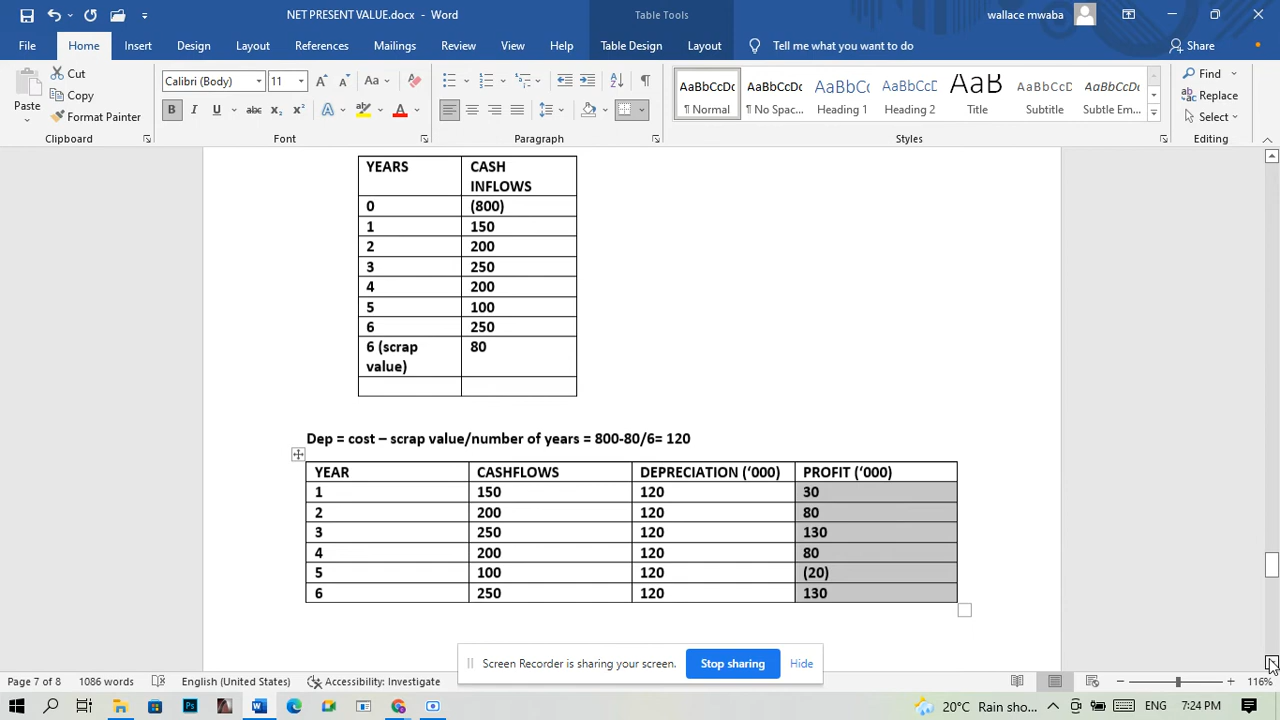 NET PRESENT VALUE.docx - Word
Table Tools
wallace mwaba
File Home Insert Design Layout References Mailings Review View Help Table Design Layout Tell me what you want to do Share
Paste
Cut
Copy
Format Painter
Clipboard
Calibri (Body) 11
Font
Paragraph
AaBbCcDc AaBbCcDc AaBbCc AaBbCcC AaB AaBbCcC AaBbCcDt
¶ Normal ¶ No Spac... Heading 1 Heading 2 Title Subtitle Subtle Em...
Styles
Find
Replace
Select
Editing
YEARS CASH INFLOWS
0 (800)
1 150
2 200
3 250
4 200
5 100
6 250
6 (scrap value) 80
Dep = cost – scrap value/number of years = 800-80/6= 120
YEAR CASHFLOWS DEPRECIATION (‘000) PROFIT (‘000)
1 150 120 30
2 200 120 80
3 250 120 130
4 200 120 80
5 100 120 (20)
6 250 120 130
Screen Recorder is sharing your screen. Stop sharing Hide
Page 7 of 8 1086 words English (United States) Accessibility: Investigate 116%
20°C Rain sho... ENG 7:24 PM